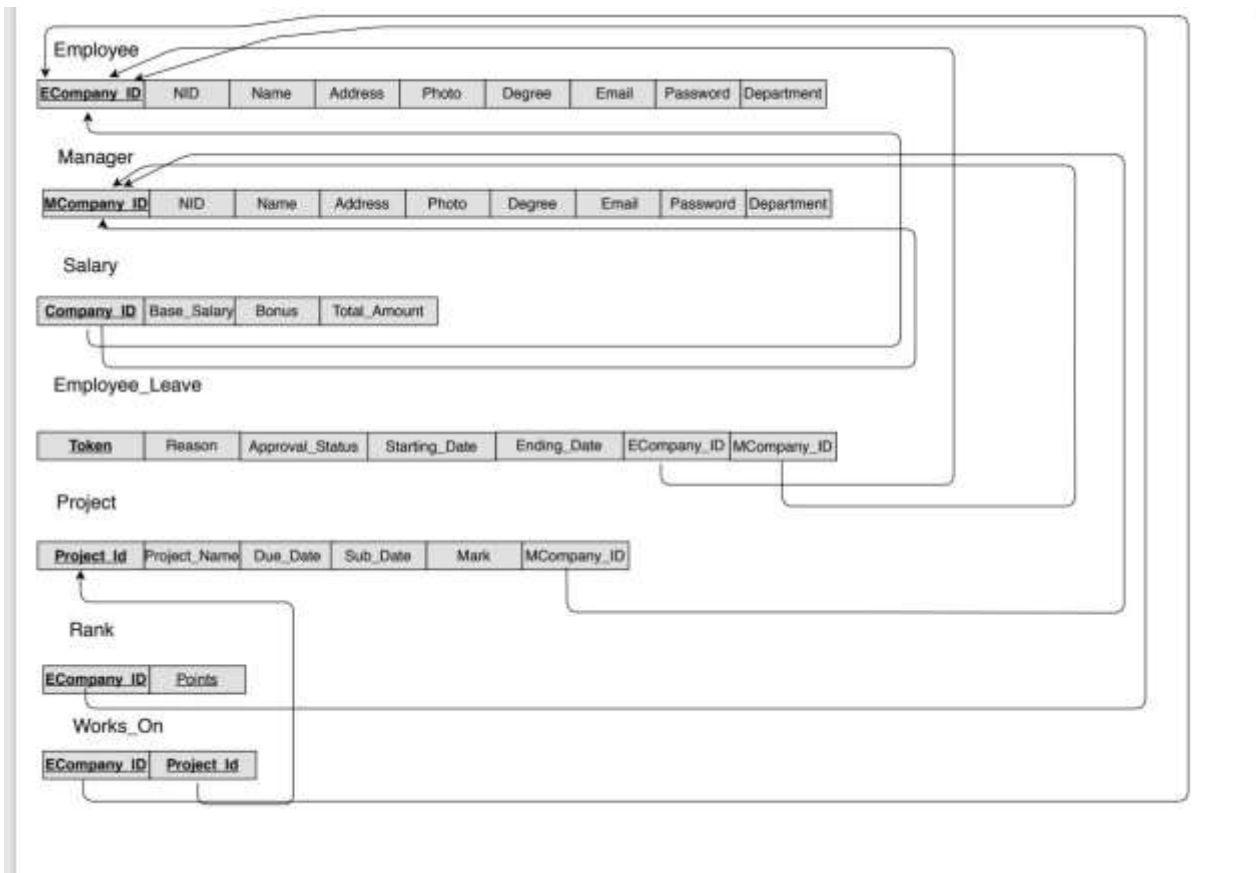 Employee
ECompany_ID NID Name Address Photo Degree Email Password Department
Manager
MCompany_ID NID Name Address Photo Degree Email Password Department
Salary
Company_ID Base_Salary Bonus Total_Amount
Employee_Leave
Token Reason Approval_Status Starting_Date Ending_Date ECompany_ID MCompany_ID
Project
Project_Id Project_Name Due_Date Sub_Date Mark MCompany_ID
Rank
ECompany_ID Points
Works_On
ECompany_ID Project_Id